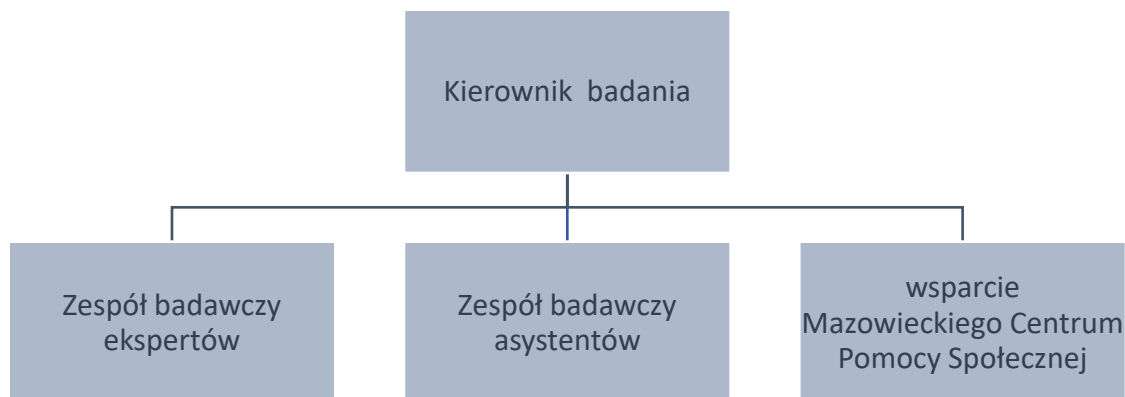 Kierownik  badania
Zespół badawczy
ekspertów
Zespół badawczy
asystentów
wsparcie
Mazowieckiego Centrum
Pomocy Społecznej